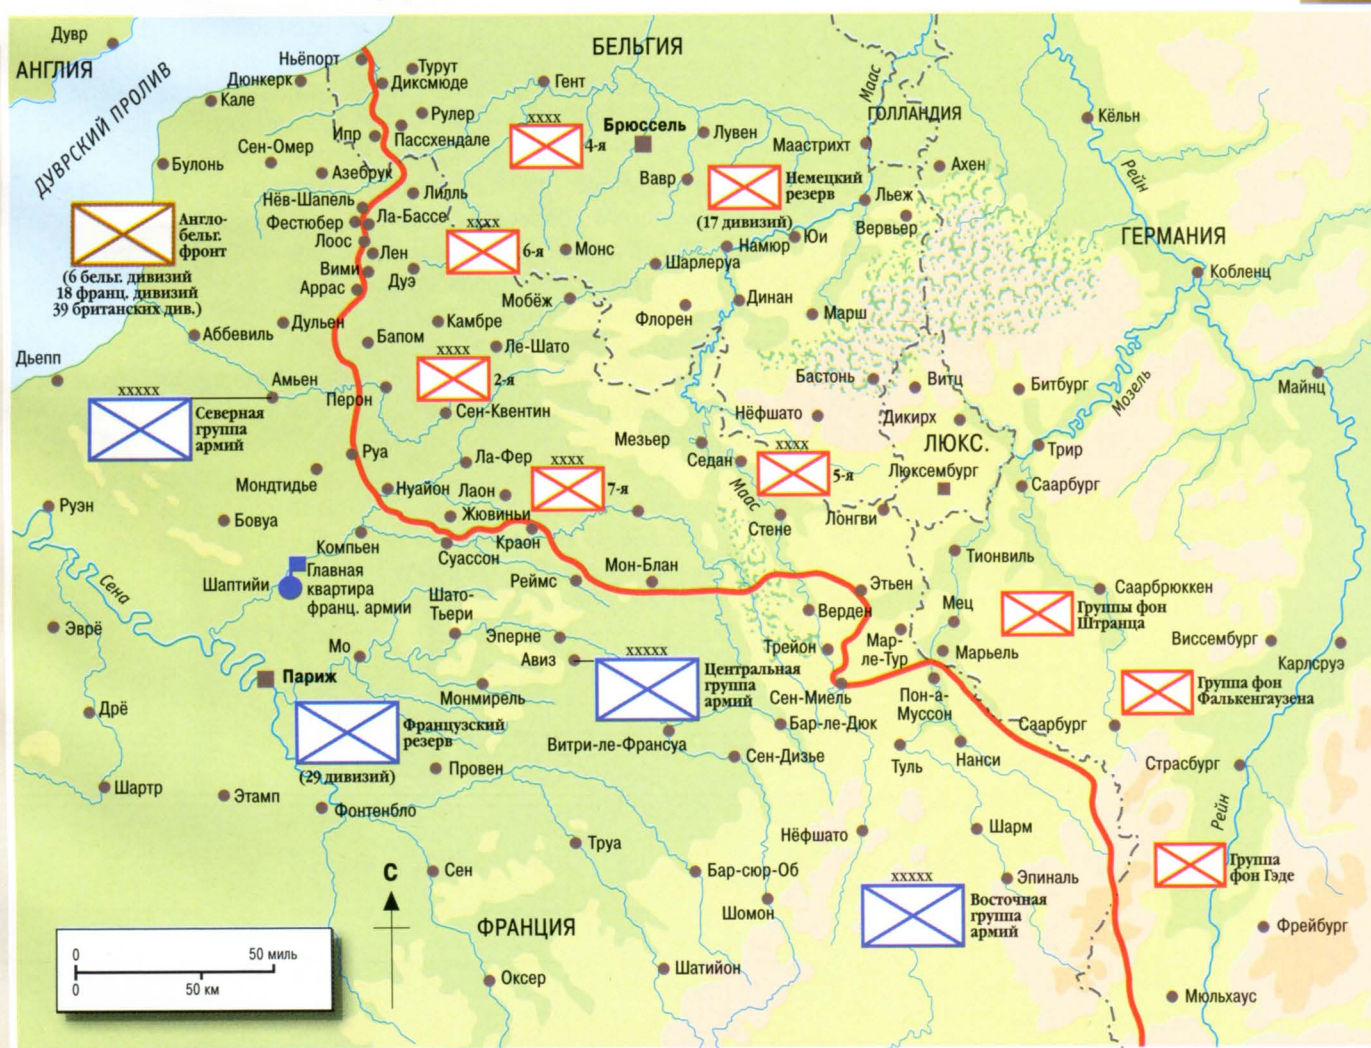 Дувр
АНГЛИЯ
ДУВРСКИЙ ПРОЛИВ
Ньёпорт
Дюнкерк
Кале
Турут
Диксмюде
БЕЛЬГИЯ
Гент
Маас
ГОЛЛАНДИЯ
Кёльн
Рейн
Рулер
Ипр
Пассхендале
xxxx
4-я
Брюссель
Лувен
Маастрихт
Ахен
Сен-Омер
Булонь
Азебрук
Лилль
Вавр
Немецкий
резерв
(17 дивизий)
Льеж
Вервьер
Нёв-Шапель
Фестюбер
Ла-Бассе
Лоос
Лен
Вими
Дуэ
Аррас
Англо-
бельг.
фронт
(6 бельг. дивизий
18 франц. дивизий
39 британских див.)
xxxx
6-я
Монс
Шарлеруа
Намюр
Юи
ГЕРМАНИЯ
Кобленц
Мобёж
Флорен
Динан
Марш
Аббевиль
Дульен
Бапом
Камбре
Ле-Шато
Дьепп
Амьен
Перон
xxxx
2-я
Сен-Квентин
Бастонь
Витц
Битбург
Мозель
Майнц
xxxxx
Северная
группа
армий
Нёфшато
Дикирх
ЛЮКС.
Люксембург
Трир
Саарбург
Мезьер
Седан
xxxx
5-я
Маас
Стене
Лонгви
Руа
Мондтидье
Ла-Фер
Нуайон
Лаон
xxxx
7-я
Руэн
Бовуа
Жювиньи
Компьен
Суассон
Краон
Тионвиль
Сена
Шаптийи
Главная
квартира
франц. армии
Реймс
Мон-Блан
Этьен
Верден
Мец
Саарбрюккен
Группы фон
Штранца
Шато-
Тьери
Эврё
Мо
Эперне
Авиз
Трейон
Мар-
ле-Тур
Марьель
Виссембург
Карлсруэ
Париж
Монмирель
xxxxx
Центральная
группа
армий
Сен-Миель
Пон-а-
Муссон
Группа фон
Фалькенгаузена
Дрё
Французский
резерв
(29 дивизий)
Витри-ле-Франсуа
Бар-ле-Дюк
Саарбург
Сен-Дизье
Туль
Нанси
Страсбург
Шартр
Этамп
Провен
Фонтенбло
Рейн
Труа
Нёфшато
Шарм
Сен
Бар-сюр-Об
Эпиналь
Группа
фон Гэде
С
Шомон
xxxxx
Восточная
группа
армий
ФРАНЦИЯ
Фрейбург
0 50 миль
0 50 км
Оксер
Шатийон
Мюльхаус